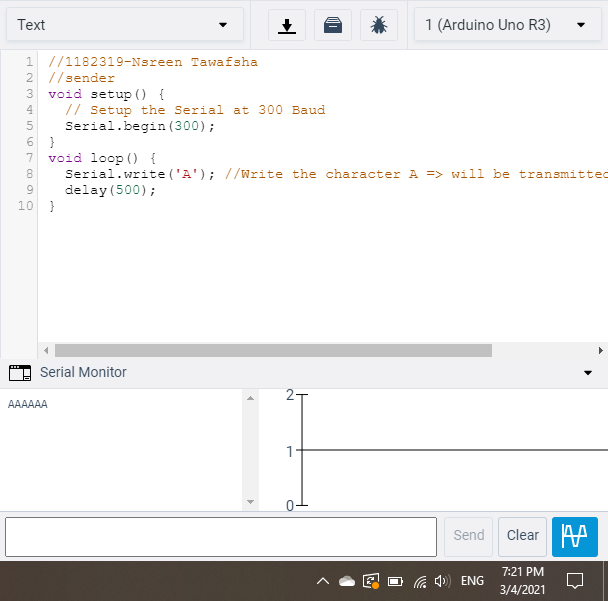 Text
1 (Arduino Uno R3)
1 //1182319-Nsreen Tawafsha
2 //sender
3 void setup() {
4 // Setup the Serial at 300 Baud
5 Serial.begin(300);
6 }
7 void loop() {
8 Serial.write('A'); //Write the character A => will be transmitted
9 delay(500);
10 }
Serial Monitor
AAAAAA
2
1
0
Send
Clear
ENG
7:21 PM
3/4/2021